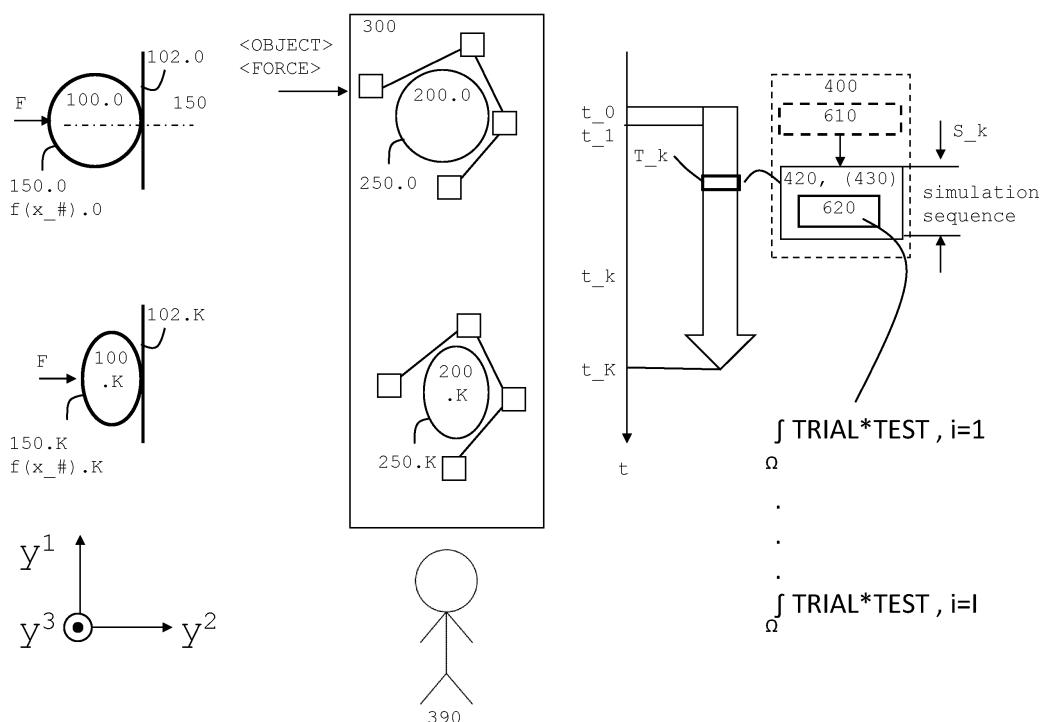 300
<OBJECT>
<FORCE>
102.0
F
100.0
150
150.0
f(x_#).0
200.0
250.0
t_0
t_1
T_k
400
610
S_k
420, (430)
620
simulation
sequence
t_k
102.K
F
100
.K
150.K
f(x_#).K
200
.K
250.K
t_K
t
∫ TRIAL*TEST , i=1
Ω
.
.
.
∫ TRIAL*TEST , i=I
Ω
y¹
y³
y²
390